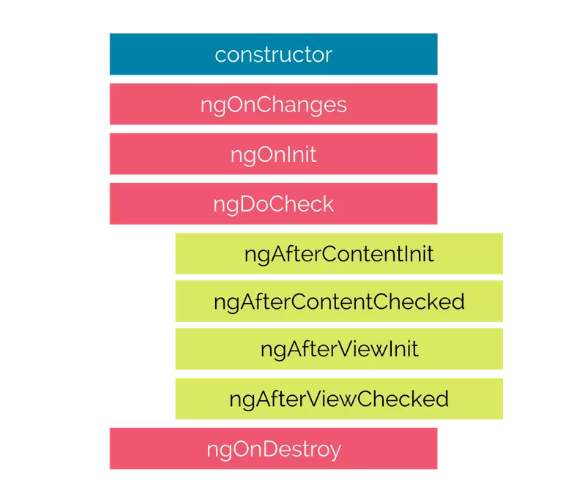 constructor
ngOnChanges
ngOnInit
ngDoCheck
ngAfterContentInit
ngAfterContentChecked
ngAfterViewInit
ngAfterViewChecked
ngOnDestroy